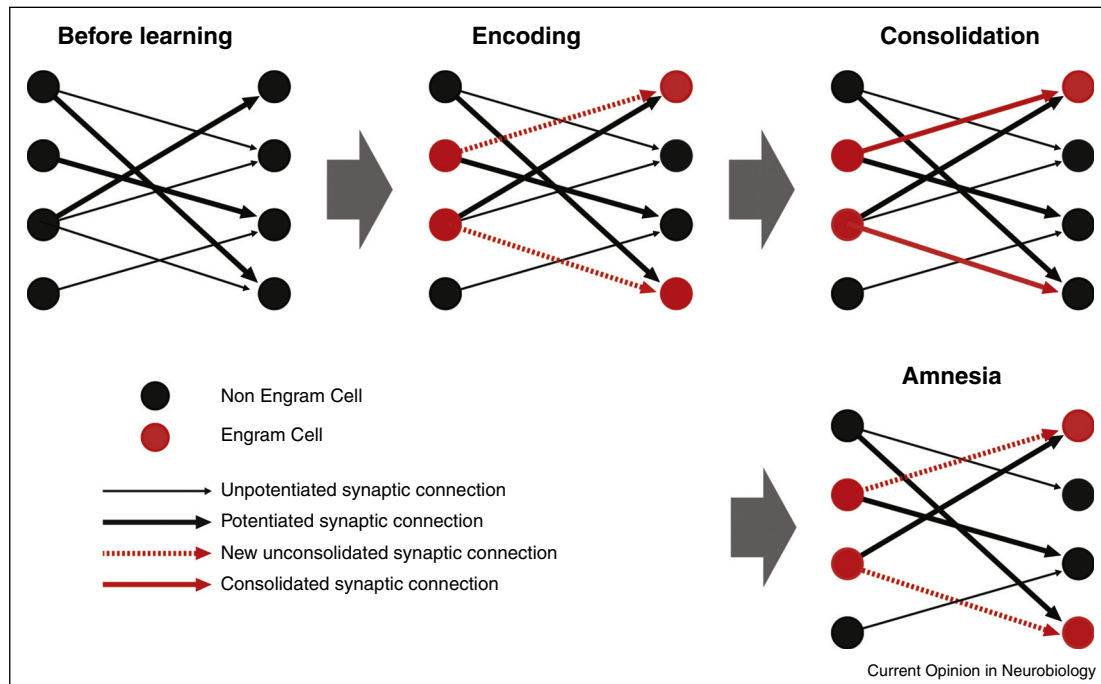 Before learning
Encoding
Consolidation
Amnesia
Non Engram Cell
Engram Cell
Unpotentiated synaptic connection
Potentiated synaptic connection
New unconsolidated synaptic connection
Consolidated synaptic connection
Current Opinion in Neurobiology